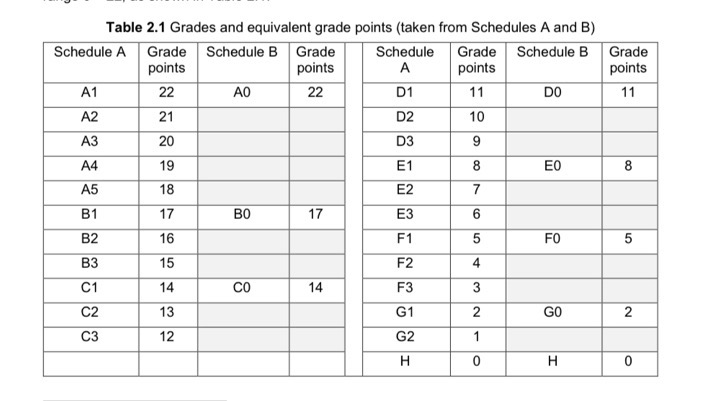 Table 2.1 Grades and equivalent grade points (taken from Schedules A and B)
Schedule A Grade points Schedule B Grade points Schedule A Grade points Schedule B Grade points
A1 22 A0 22 D1 11 D0 11
A2 21 D2 10
A3 20 D3 9
A4 19 E1 8 E0 8
A5 18 E2 7
B1 17 B0 17 E3 6
B2 16 F1 5 F0 5
B3 15 F2 4
C1 14 C0 14 F3 3
C2 13 G1 2 G0 2
C3 12 G2 1
H 0 H 0